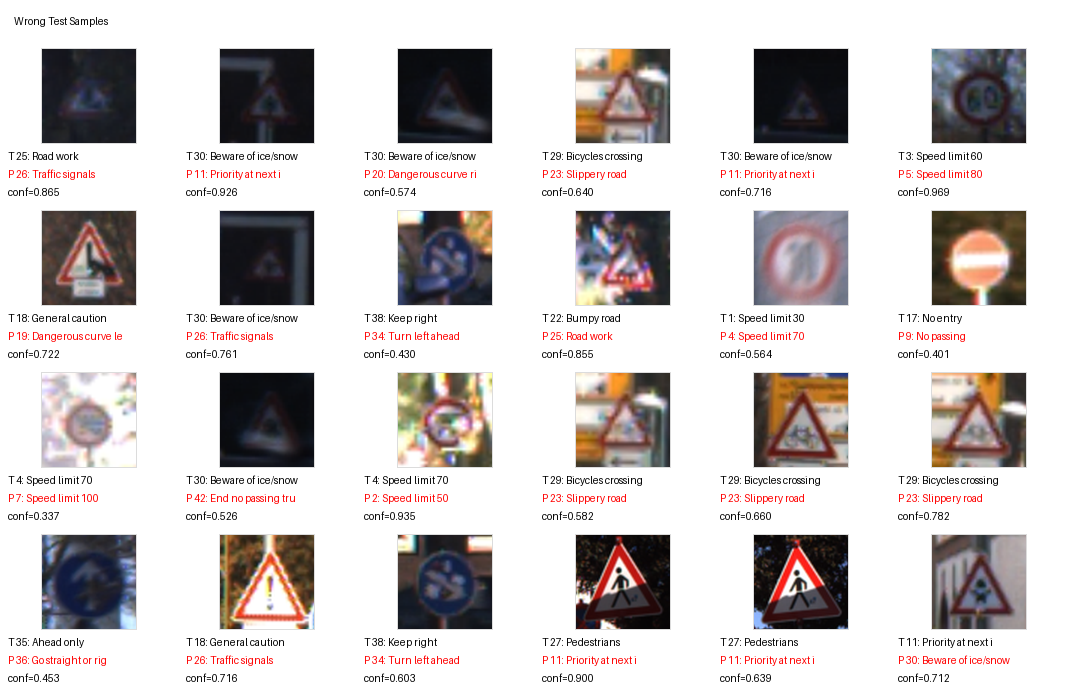 Wrong Test Samples
T25: Road work
P26: Traffic signals
conf=0.865
T30: Beware of ice/snow
P11: Priority at next i
conf=0.926
T30: Beware of ice/snow
P20: Dangerous curve ri
conf=0.574
T29: Bicycles crossing
P23: Slippery road
conf=0.640
T30: Beware of ice/snow
P11: Priority at next i
conf=0.716
T3: Speed limit 60
P5: Speed limit 80
conf=0.969
T18: General caution
P19: Dangerous curve le
conf=0.722
T30: Beware of ice/snow
P26: Traffic signals
conf=0.761
T38: Keep right
P34: Turn left ahead
conf=0.430
T22: Bumpy road
P25: Road work
conf=0.855
T1: Speed limit 30
P4: Speed limit 70
conf=0.564
T17: No entry
P9: No passing
conf=0.401
T4: Speed limit 70
P7: Speed limit 100
conf=0.337
T30: Beware of ice/snow
P42: End no passing tru
conf=0.526
T4: Speed limit 70
P2: Speed limit 50
conf=0.935
T29: Bicycles crossing
P23: Slippery road
conf=0.582
T29: Bicycles crossing
P23: Slippery road
conf=0.660
T29: Bicycles crossing
P23: Slippery road
conf=0.782
T35: Ahead only
P36: Go straight or rig
conf=0.453
T18: General caution
P26: Traffic signals
conf=0.716
T38: Keep right
P34: Turn left ahead
conf=0.603
T27: Pedestrians
P11: Priority at next i
conf=0.900
T27: Pedestrians
P11: Priority at next i
conf=0.639
T11: Priority at next i
P30: Beware of ice/snow
conf=0.712